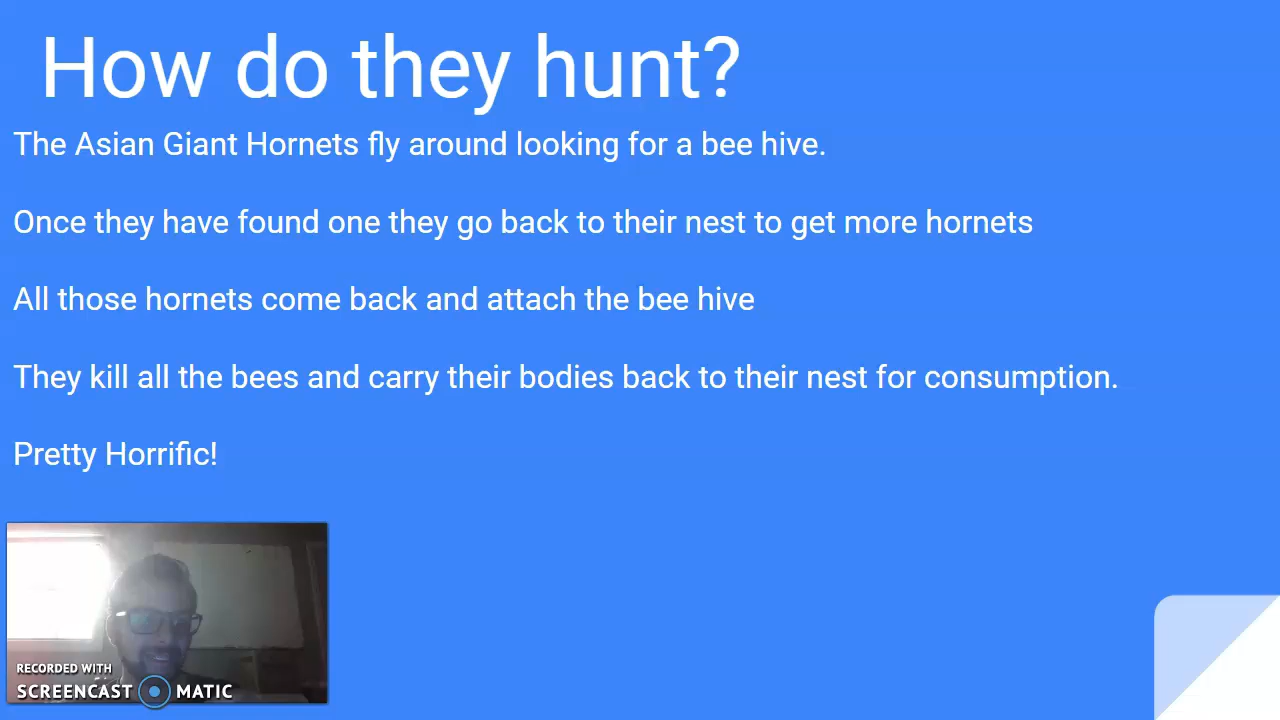 How do they hunt?
The Asian Giant Hornets fly around looking for a bee hive.
Once they have found one they go back to their nest to get more hornets
All those hornets come back and attach the bee hive
They kill all the bees and carry their bodies back to their nest for consumption.
Pretty Horrific!
RECORDED WITH
SCREENCAST MATIC